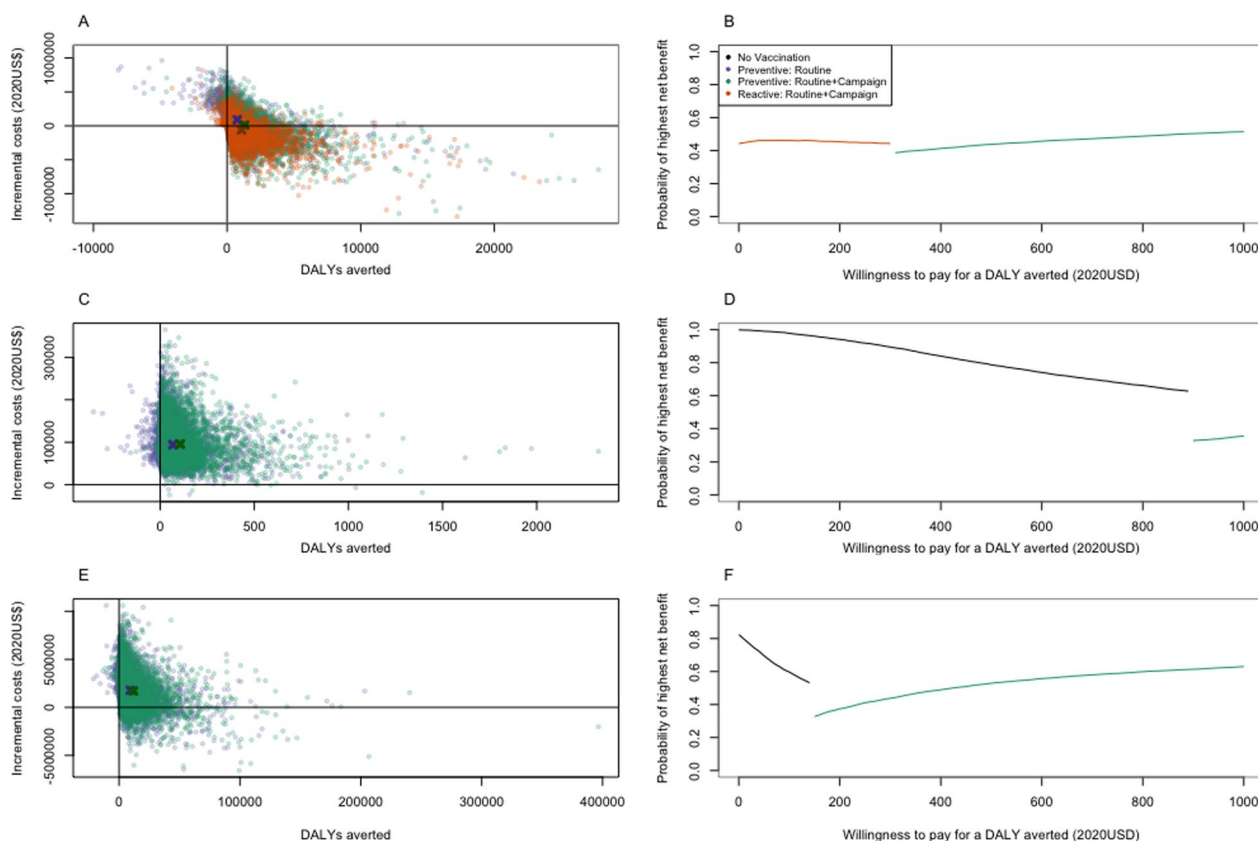 A
Incremental costs (2020US$)
1000000
0
-1000000
-10000
0
10000
20000
DALYs averted
B
Probability of highest net benefit
1.0
0.8
0.6
0.4
0.2
0.0
No Vaccination
Preventive: Routine
Preventive: Routine+Campaign
Reactive: Routine+Campaign
0
200
400
600
800
1000
Willingness to pay for a DALY averted (2020USD)
C
Incremental costs (2020US$)
300000
100000
0
0
500
1000
1500
2000
DALYs averted
D
Probability of highest net benefit
1.0
0.8
0.6
0.4
0.2
0.0
0
200
400
600
800
1000
Willingness to pay for a DALY averted (2020USD)
E
Incremental costs (2020US$)
5000000
0
-5000000
0
100000
200000
300000
400000
DALYs averted
F
Probability of highest net benefit
1.0
0.8
0.6
0.4
0.2
0.0
0
200
400
600
800
1000
Willingness to pay for a DALY averted (2020USD)